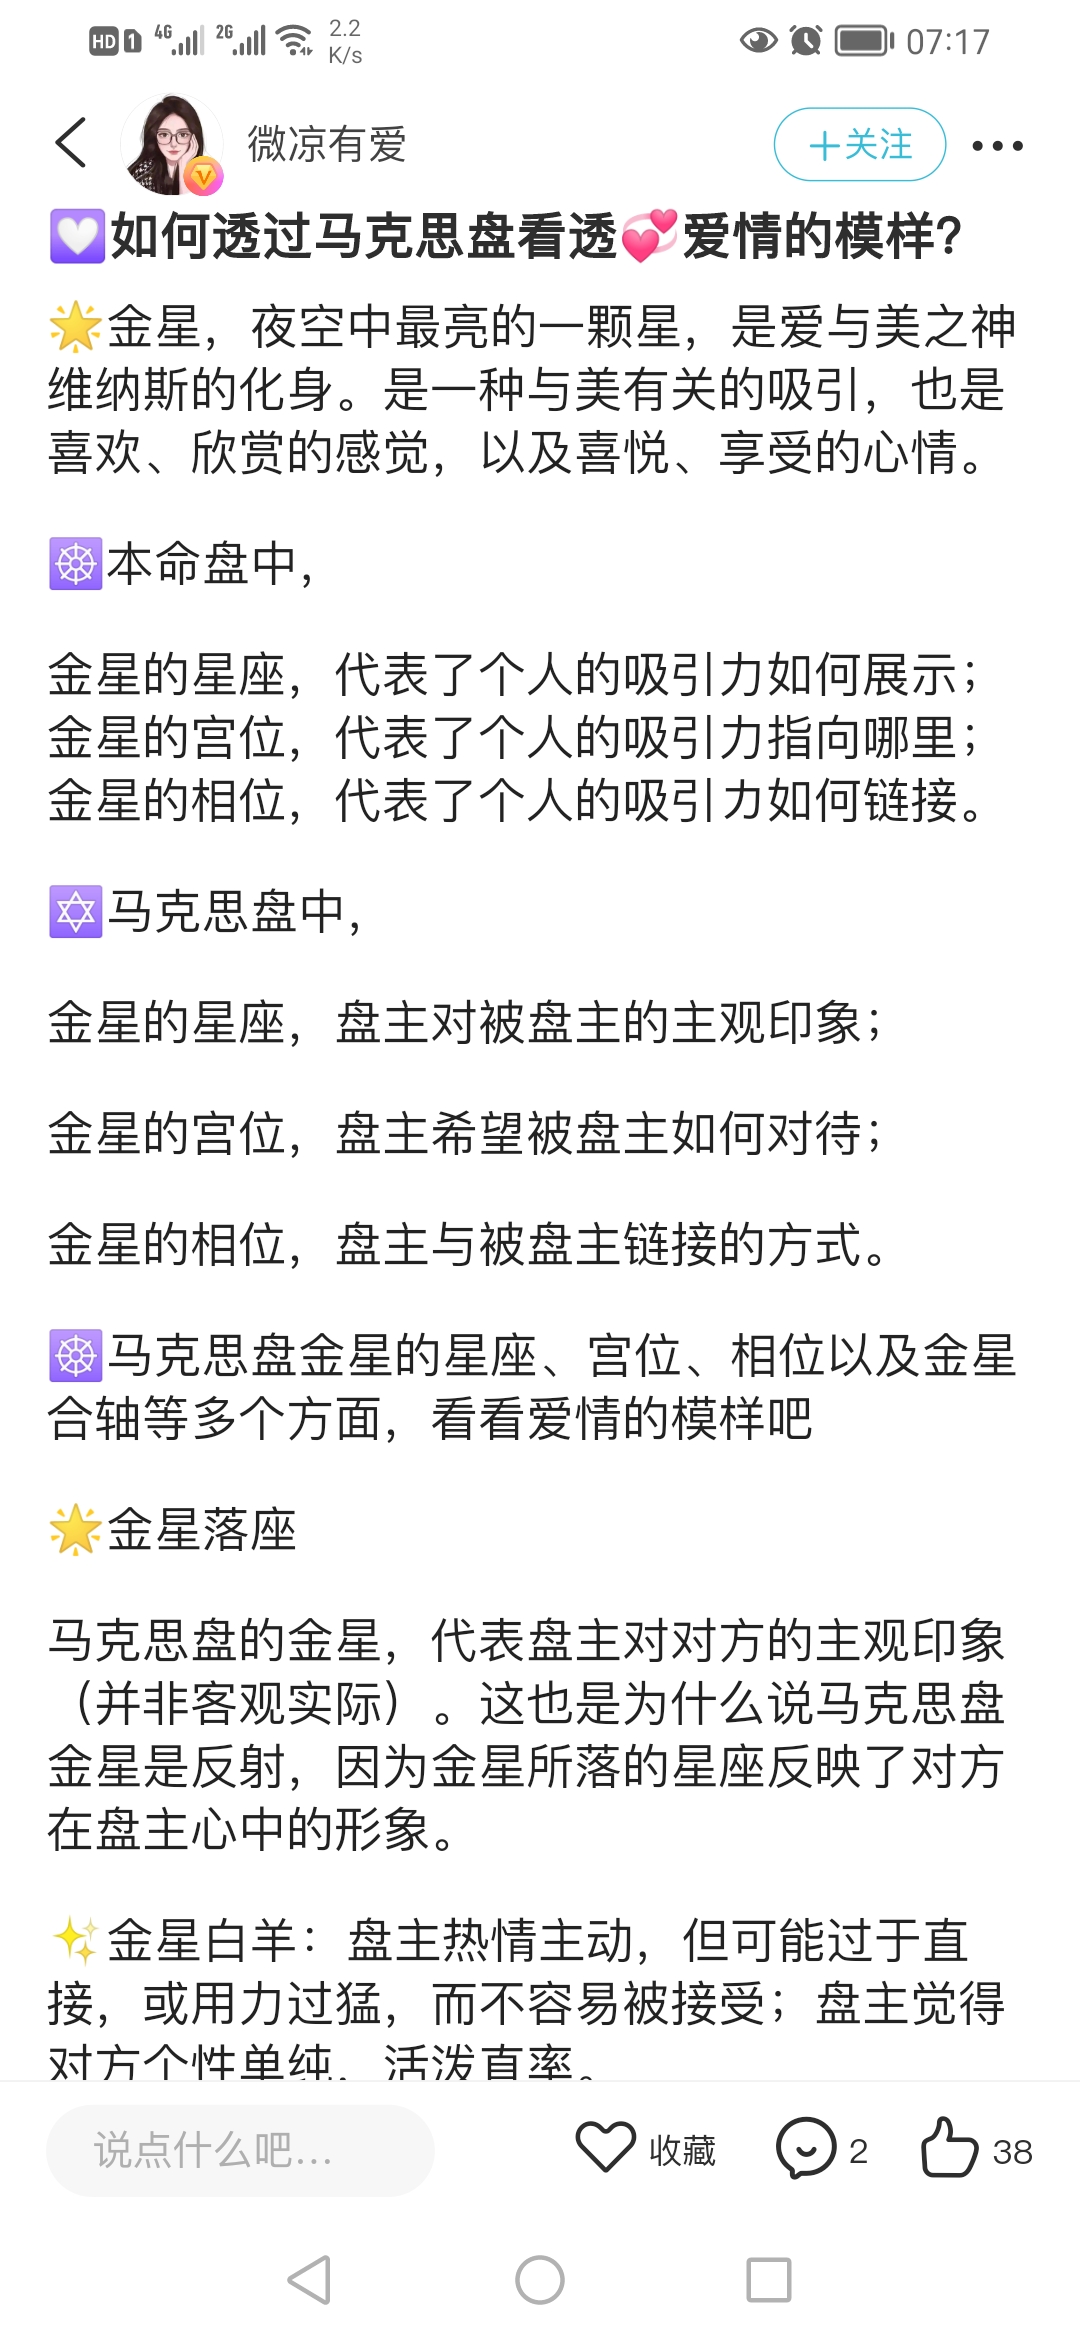 HD 1 4G 2G 2.2 K/s 07:17
微凉有爱 +关注
💟如何透过马克思盘看透💞爱情的模样？
🌟金星，夜空中最亮的一颗星，是爱与美之神
维纳斯的化身。是一种与美有关的吸引，也是
喜欢、欣赏的感觉，以及喜悦、享受的心情。
☸️本命盘中，
金星的星座，代表了个人的吸引力如何展示；
金星的宫位，代表了个人的吸引力指向哪里；
金星的相位，代表了个人的吸引力如何链接。
🔯马克思盘中，
金星的星座，盘主对被盘主的主观印象；
金星的宫位，盘主希望被盘主如何对待；
金星的相位，盘主与被盘主链接的方式。
☸️马克思盘金星的星座、宫位、相位以及金星
合轴等多个方面，看看爱情的模样吧
🌟金星落座
马克思盘的金星，代表盘主对对方的主观印象
（并非客观实际）。这也是为什么说马克思盘
金星是反射，因为金星所落的星座反映了对方
在盘主心中的形象。
✨金星白羊：盘主热情主动，但可能过于直
接，或用力过猛，而不容易被接受；盘主觉得
对方个性单纯，活泼直率。
说点什么吧... 收藏 2 38